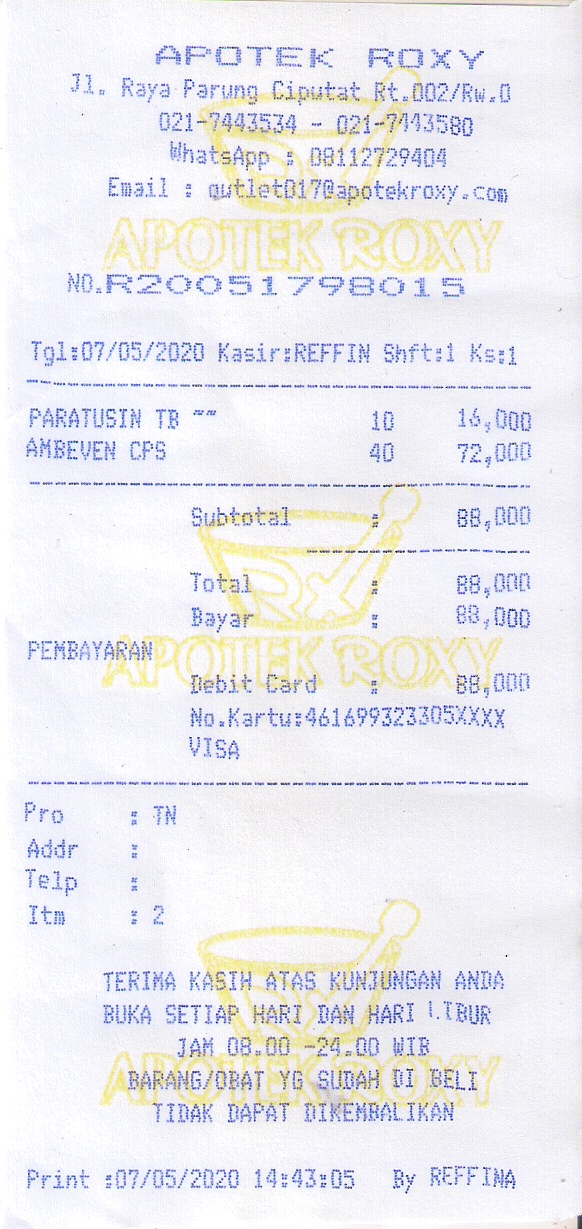 APOTEK ROXY
Jl. Raya Parung Ciputat Rt.002/Rw.0
021-7443534 - 021-7443580
WhatsApp : 08112729404
Email : outlet017@apotekroxy.com
APOTEK ROXY
NO.R20051798015
Tgl:07/05/2020 Kasir:REFFIN Shft:1 Ks:1
PARATUSIN TB ~~ 10 16,000
AMBEVEN CPS 40 72,000
Subtotal : 88,000
Total : 88,000
Bayar : 88,000
PEMBAYARAN
APOTEK ROXY
Debit Card : 88,000
No.Kartu:461699323305XXXX
VISA
Pro : TN
Addr :
Telp :
Itm : 2
TERIMA KASIH ATAS KUNJUNGAN ANDA
BUKA SETIAP HARI DAN HARI LIBUR
JAM 08.00 -24.00 WIB
APOTEK ROXY
BARANG/OBAT YG SUDAH DI BELI
TIDAK DAPAT DIKEMBALIKAN
Print :07/05/2020 14:43:05 By REFFINA